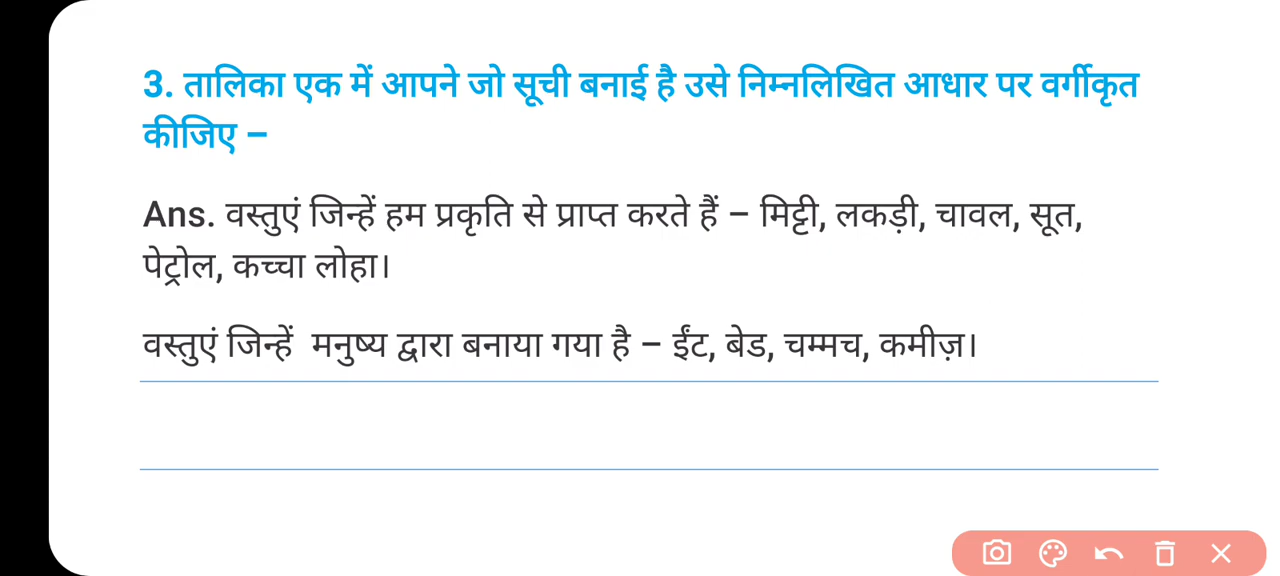 3. तालिका एक में आपने जो सूची बनाई है उसे निम्नलिखित आधार पर वर्गीकृत
कीजिए –
Ans. वस्तुएं जिन्हें हम प्रकृति से प्राप्त करते हैं – मिट्टी, लकड़ी, चावल, सूत,
पेट्रोल, कच्चा लोहा।
वस्तुएं जिन्हें  मनुष्य द्वारा बनाया गया है – ईंट, बेड, चम्मच, कमीज़।